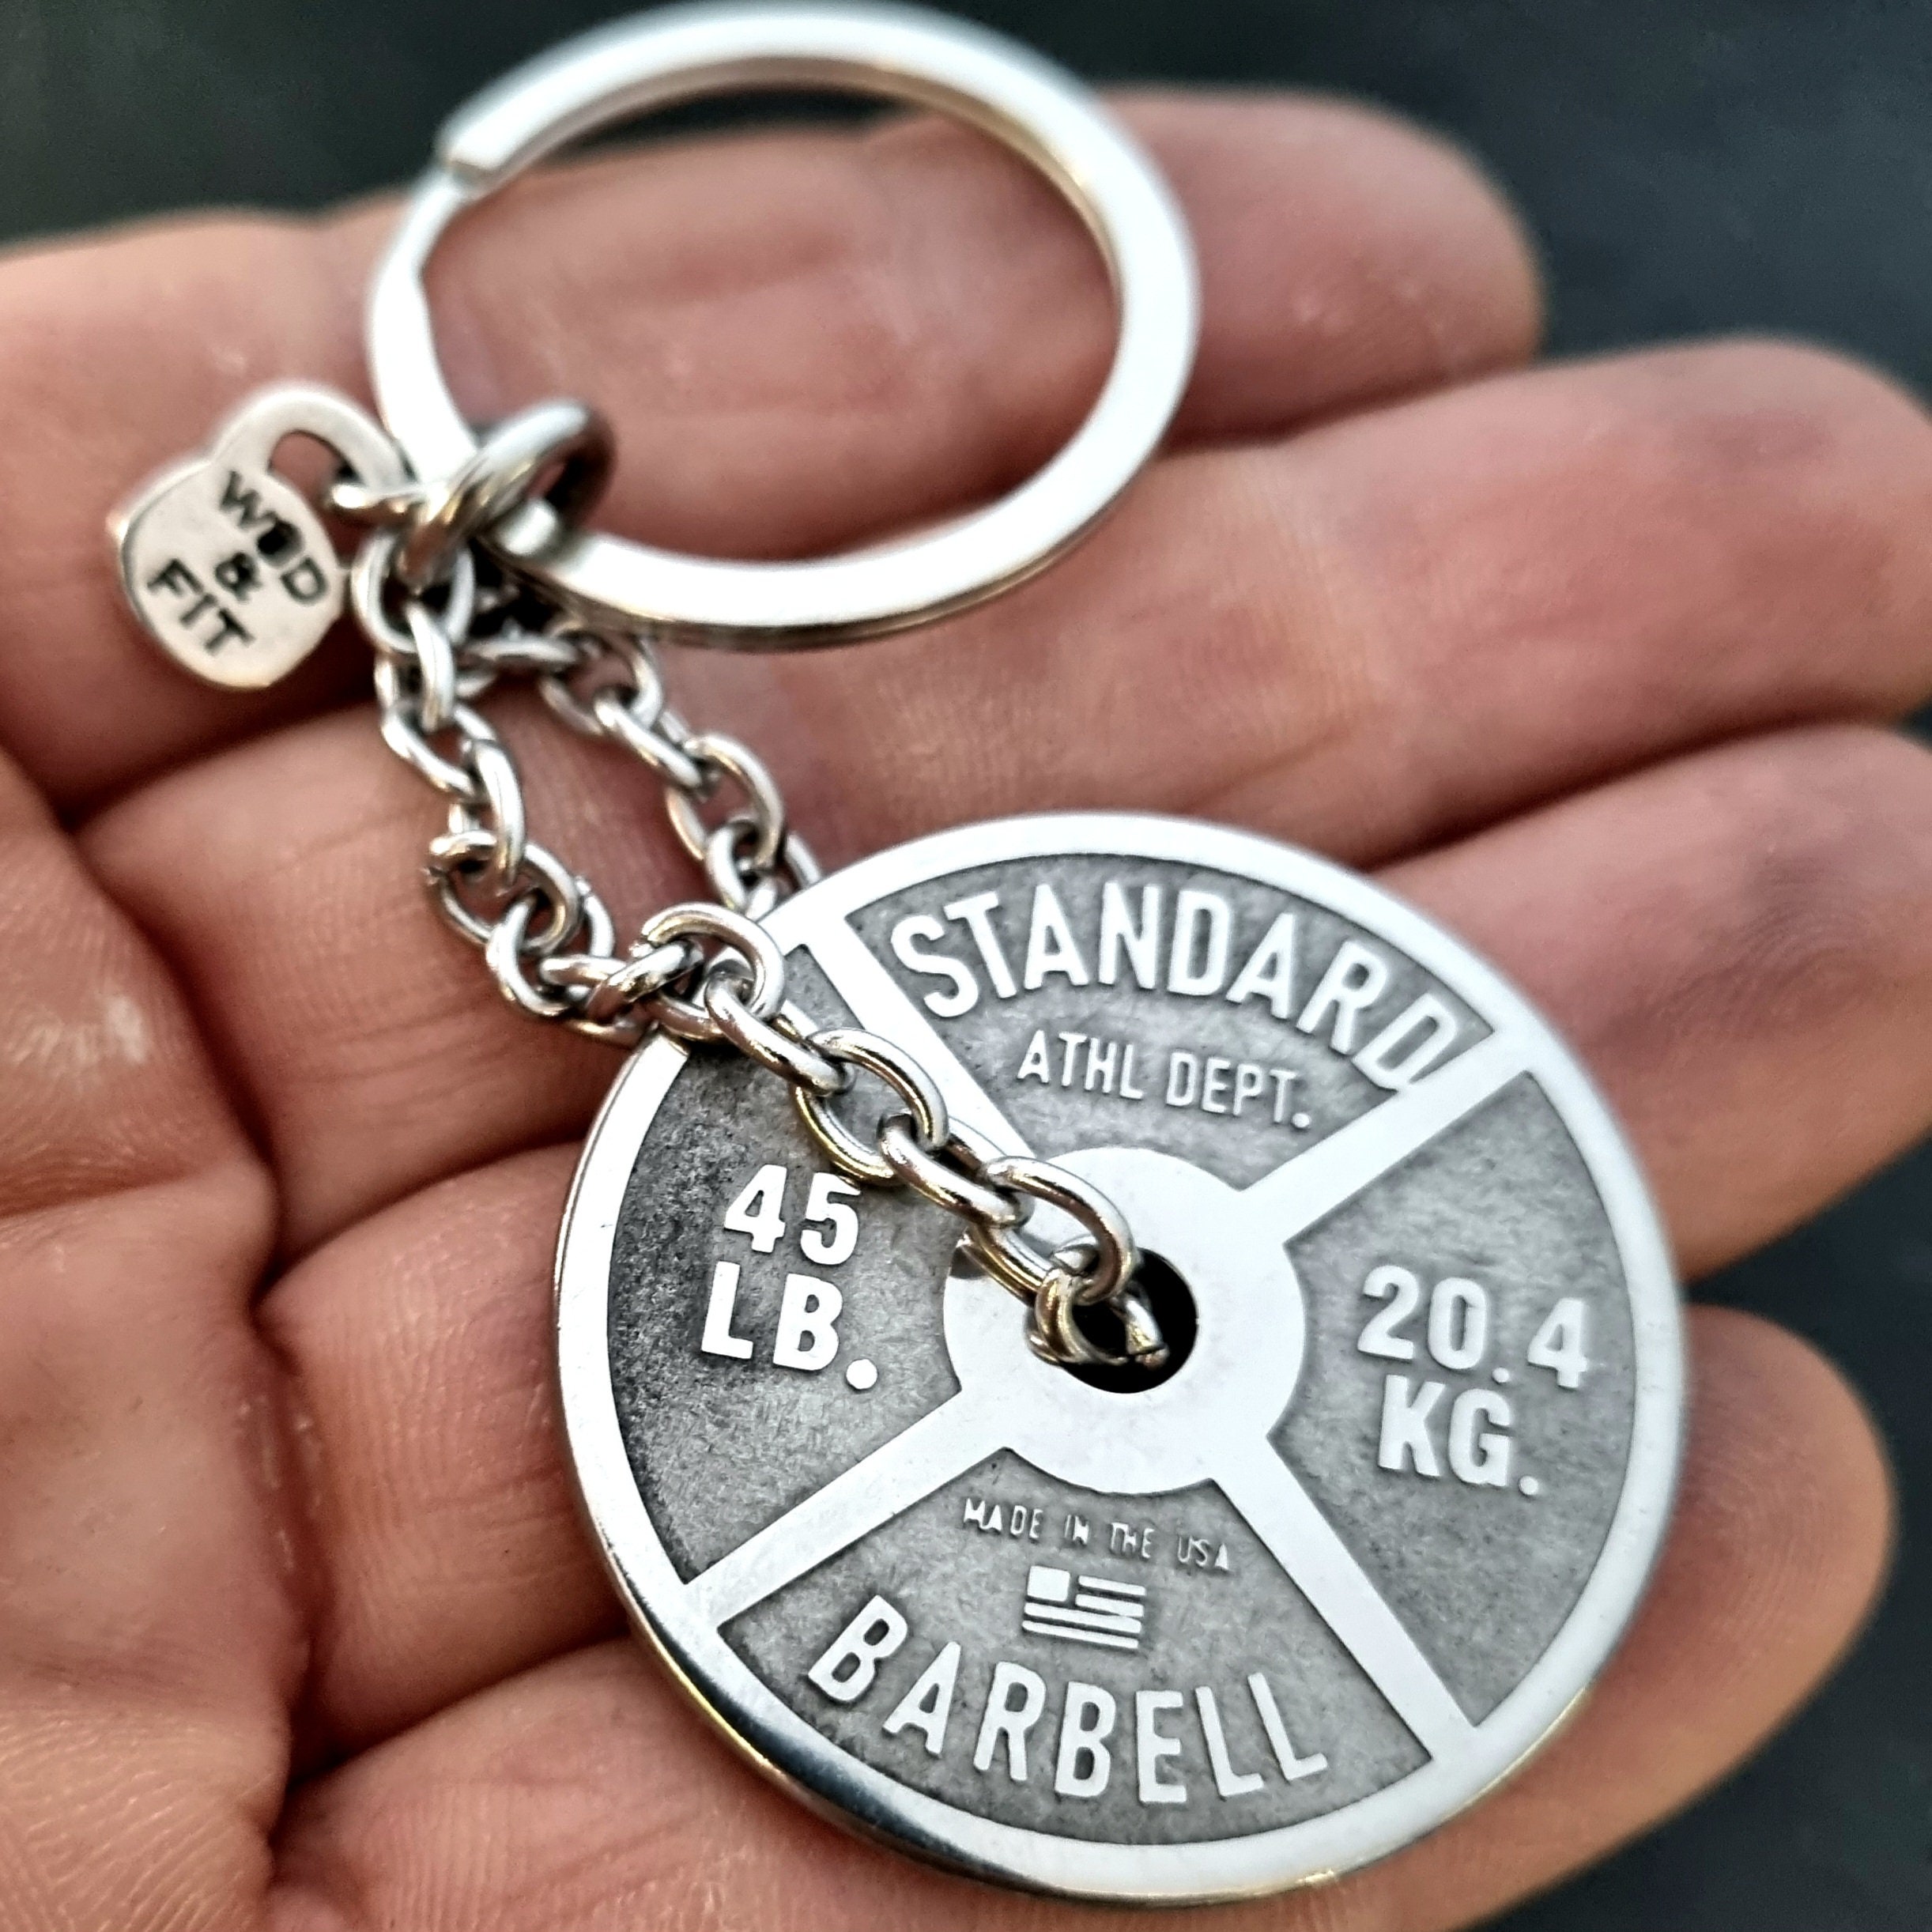 WOD
&
FIT
STANDARD
ATHL DEPT.
45
LB.
20.4
KG.
MADE IN THE USA
BARBELL